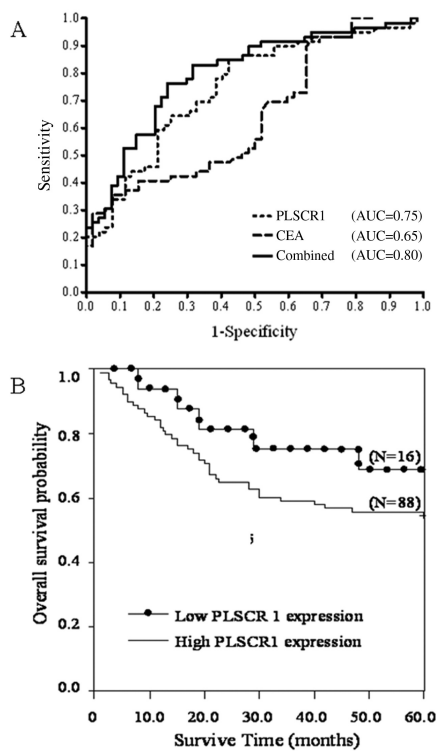 A
Sensitivity
1.0
0.9
0.8
0.7
0.6
0.5
0.4
0.3
0.2
0.1
0.0
PLSCR1 (AUC=0.75)
CEA (AUC=0.65)
Combined (AUC=0.80)
0.0 0.1 0.2 0.3 0.4 0.5 0.6 0.7 0.8 0.9 1.0
1-Specificity
B
Overall survival probability
1.0
0.8
0.6
0.4
0.2
0.0
(N=16)
(N=88)
Low PLSCR 1 expression
High PLSCR1 expression
0 10.0 20.0 30.0 40.0 50.0 60.0
Survive Time (months)